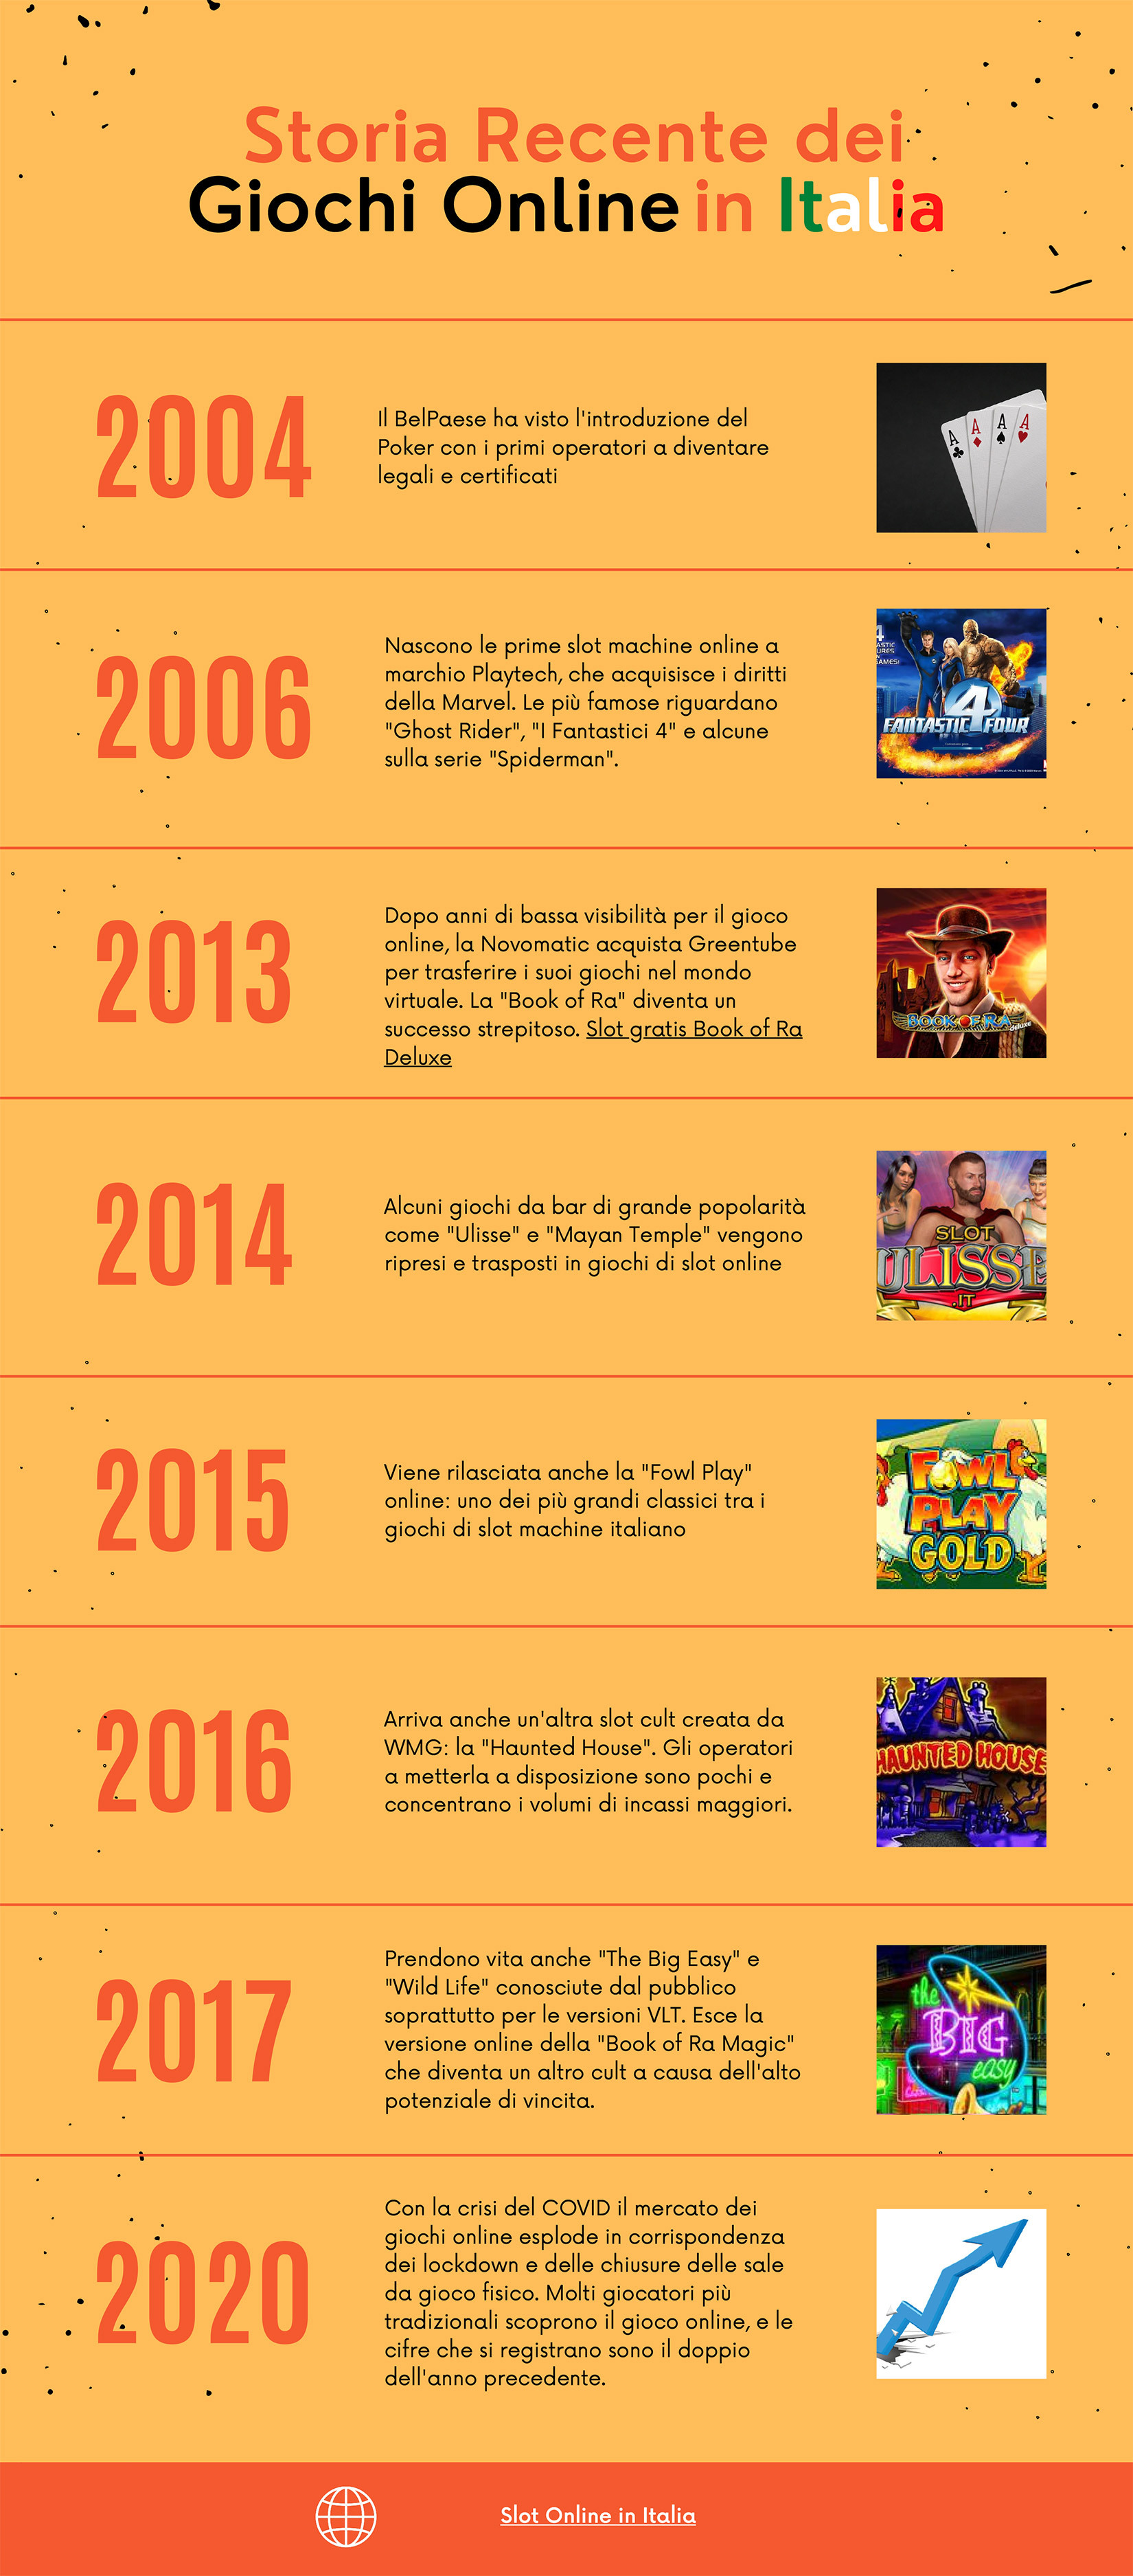 Storia Recente dei
Giochi Online in Italia
2004
Il BelPaese ha visto l'introduzione del
Poker con i primi operatori a diventare
legali e certificati
A A A A
2006
Nascono le prime slot machine online a
marchio Playtech, che acquisisce i diritti
della Marvel. Le più famose riguardano
"Ghost Rider", "I Fantastici 4" e alcune
sulla serie "Spiderman".
4
FANTASTIC FOUR
2013
Dopo anni di bassa visibilità per il gioco
online, la Novomatic acquista Greentube
per trasferire i suoi giochi nel mondo
virtuale. La "Book of Ra" diventa un
successo strepitoso. Slot gratis Book of Ra
Deluxe
BOOK OF RA
deluxe
2014
Alcuni giochi da bar di grande popolarità
come "Ulisse" e "Mayan Temple" vengono
ripresi e trasposti in giochi di slot online
SLOT
ULISSE
.IT
2015
Viene rilasciata anche la "Fowl Play"
online: uno dei più grandi classici tra i
giochi di slot machine italiano
FOWL
PLAY
GOLD
2016
Arriva anche un'altra slot cult creata da
WMG: la "Haunted House". Gli operatori
a metterla a disposizione sono pochi e
concentrano i volumi di incassi maggiori.
HAUNTED HOUSE
2017
Prendono vita anche "The Big Easy" e
"Wild Life" conosciute dal pubblico
soprattutto per le versioni VLT. Esce la
versione online della "Book of Ra Magic"
che diventa un altro cult a causa dell'alto
potenziale di vincita.
the
BIG
easy
2020
Con la crisi del COVID il mercato dei
giochi online esplode in corrispondenza
dei lockdown e delle chiusure delle sale
da gioco fisico. Molti giocatori più
tradizionali scoprono il gioco online, e le
cifre che si registrano sono il doppio
dell'anno precedente.
Slot Online in Italia